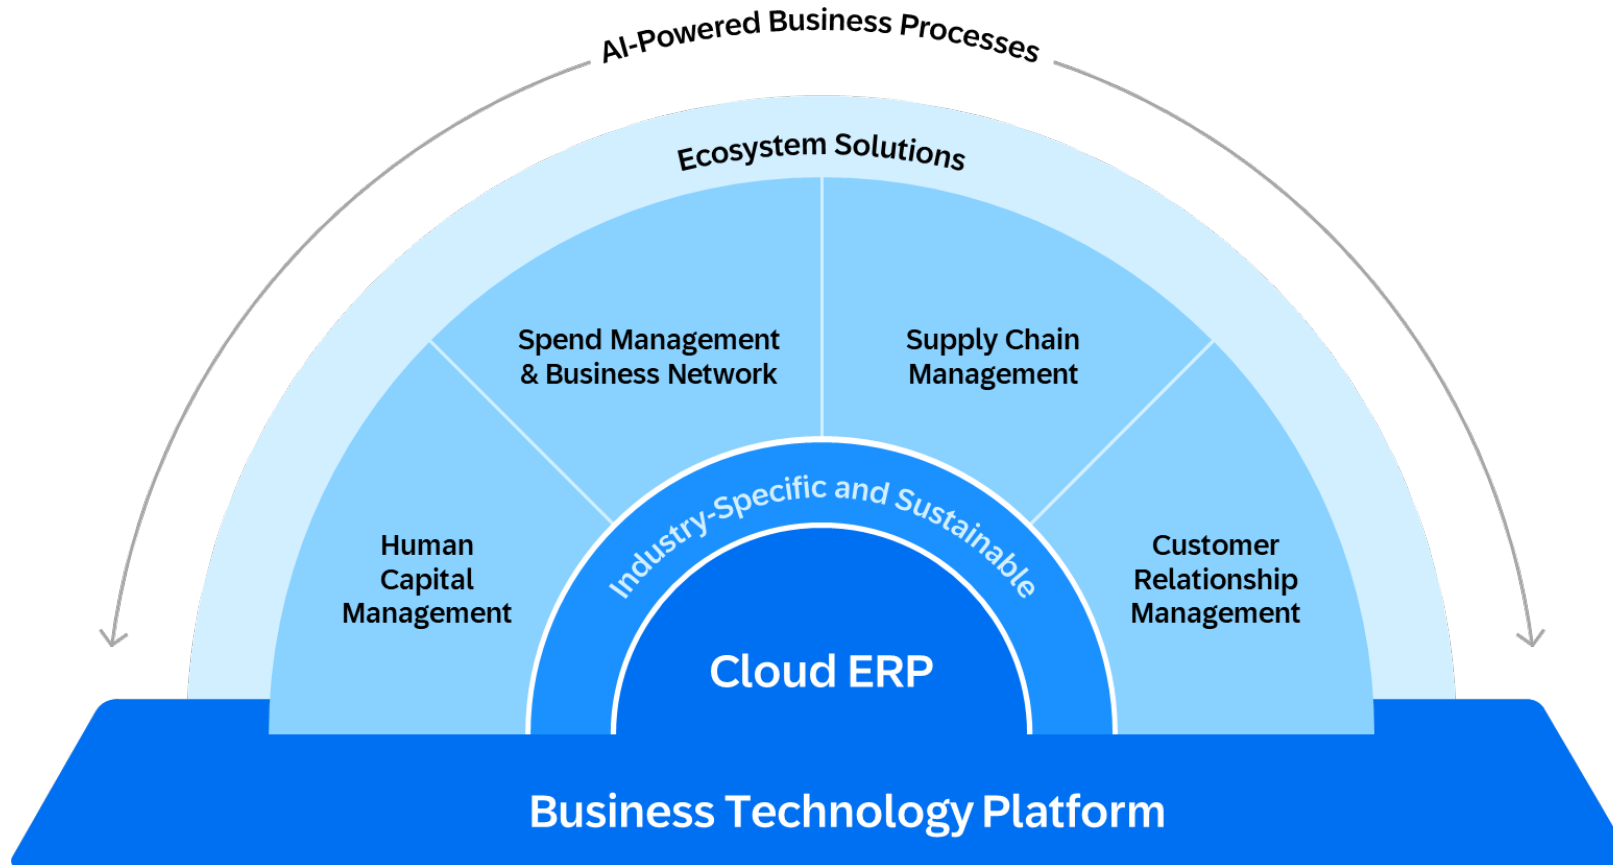 AI-Powered Business Processes
Ecosystem Solutions
Spend Management
& Business Network
Supply Chain
Management
Human
Capital
Management
Industry-Specific and Sustainable
Customer
Relationship
Management
Cloud ERP
Business Technology Platform